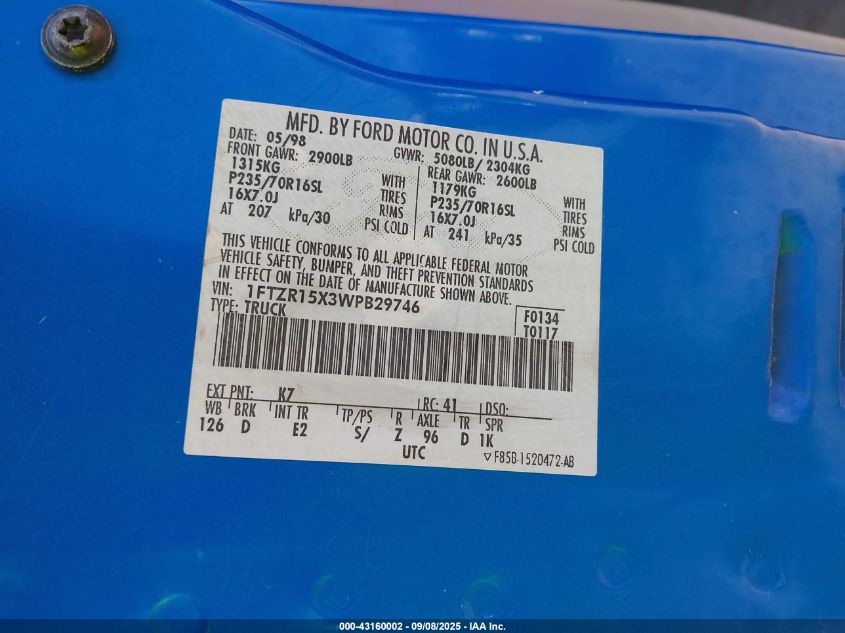 MFD. BY FORD MOTOR CO. IN U.S.A.
DATE: 05/98 GVWR: 5080LB/ 2304KG
FRONT GAWR: 2900LB REAR GAWR: 2600LB
1315KG WITH 1179KG WITH
P235/70R16SL TIRES P235/70R16SL TIRES
16X7.0J RIMS 16X7.0J RIMS
AT 207 kPa/30 PSI COLD AT 241 kPa/35 PSI COLD
THIS VEHICLE CONFORMS TO ALL APPLICABLE FEDERAL MOTOR
VEHICLE SAFETY, BUMPER, AND THEFT PREVENTION STANDARDS
IN EFFECT ON THE DATE OF MANUFACTURE SHOWN ABOVE.
VIN: 1FTZR15X3WPB29746
TYPE: TRUCK
F0134
T0117
EXT PNT: K7 RC: 41 DSO:
WB BRK INT TR TP/PS R AXLE TR SPR
126 D E2 S/ Z 96 D 1K
UTC
▽ F85B-1520472-AB
000-43160002 - 09/08/2025 - IAA Inc.